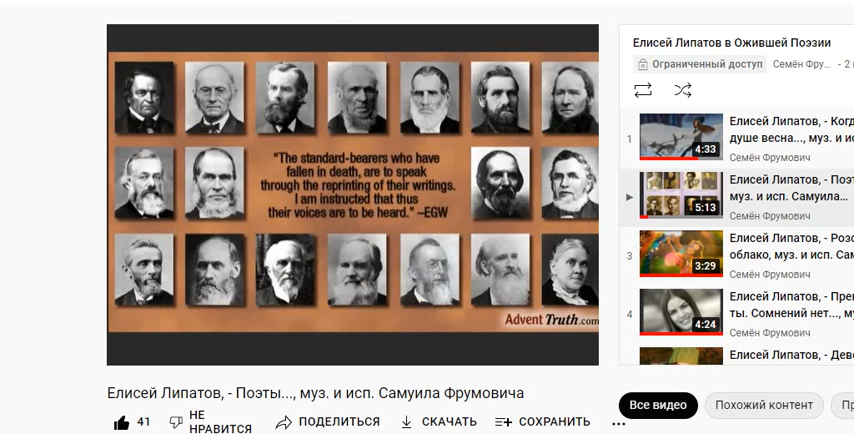 "The standard-bearers who have
fallen in death, are to speak
through the reprinting of their writings.
I am instructed that thus
their voices are to be heard." –EGW
Advent Truth.com
Елисей Липатов, - Поэты..., муз. и исп. Самуила Фрумовича
41
НЕ НРАВИТСЯ
ПОДЕЛИТЬСЯ
СКАЧАТЬ
СОХРАНИТЬ
...
Елисей Липатов в Ожившей Поэзии
Ограниченный доступ Семён Фру... - 2
1
4:33
Елисей Липатов, - Когд
душе весна..., муз. и ис
Семён Фрумович
5:13
Елисей Липатов, - Поэт
муз. и исп. Самуила...
Семён Фрумович
3
3:29
Елисей Липатов, - Розо
облако, муз. и исп. Сам
Семён Фрумович
4
4:24
Елисей Липатов, - Пре
ты. Сомнений нет..., му
Семён Фрумович
Елисей Липатов, - Дев
Все видео
Похожий контент
Пр